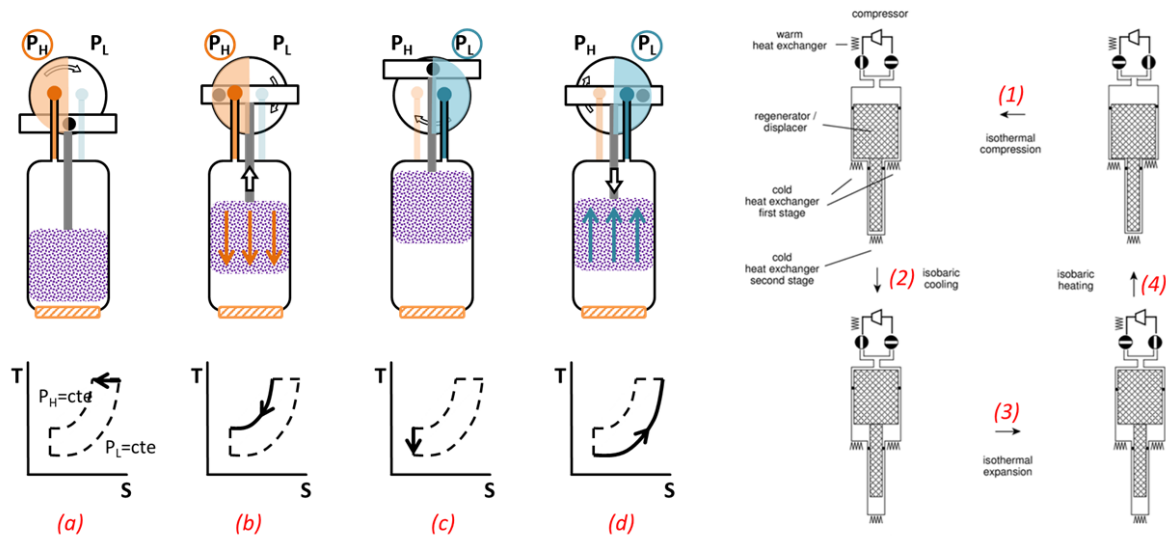 P_H P_L
P_H P_L
P_H P_L
P_H P_L
T
P_H=cte
P_L=cte
S
(a)
T
S
(b)
T
S
(c)
T
S
(d)
compressor
warm
heat exchanger
regenerator /
displacer
cold
heat exchanger
first stage
cold
heat exchanger
second stage
(1)
isothermal
compression
(2)
isobaric
cooling
isobaric
heating
(4)
(3)
isothermal
expansion